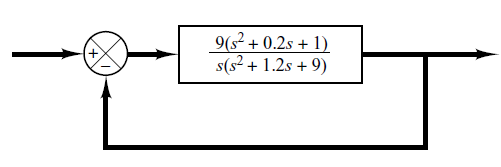 +
−
9(s² + 0.2s + 1)
s(s² + 1.2s + 9)